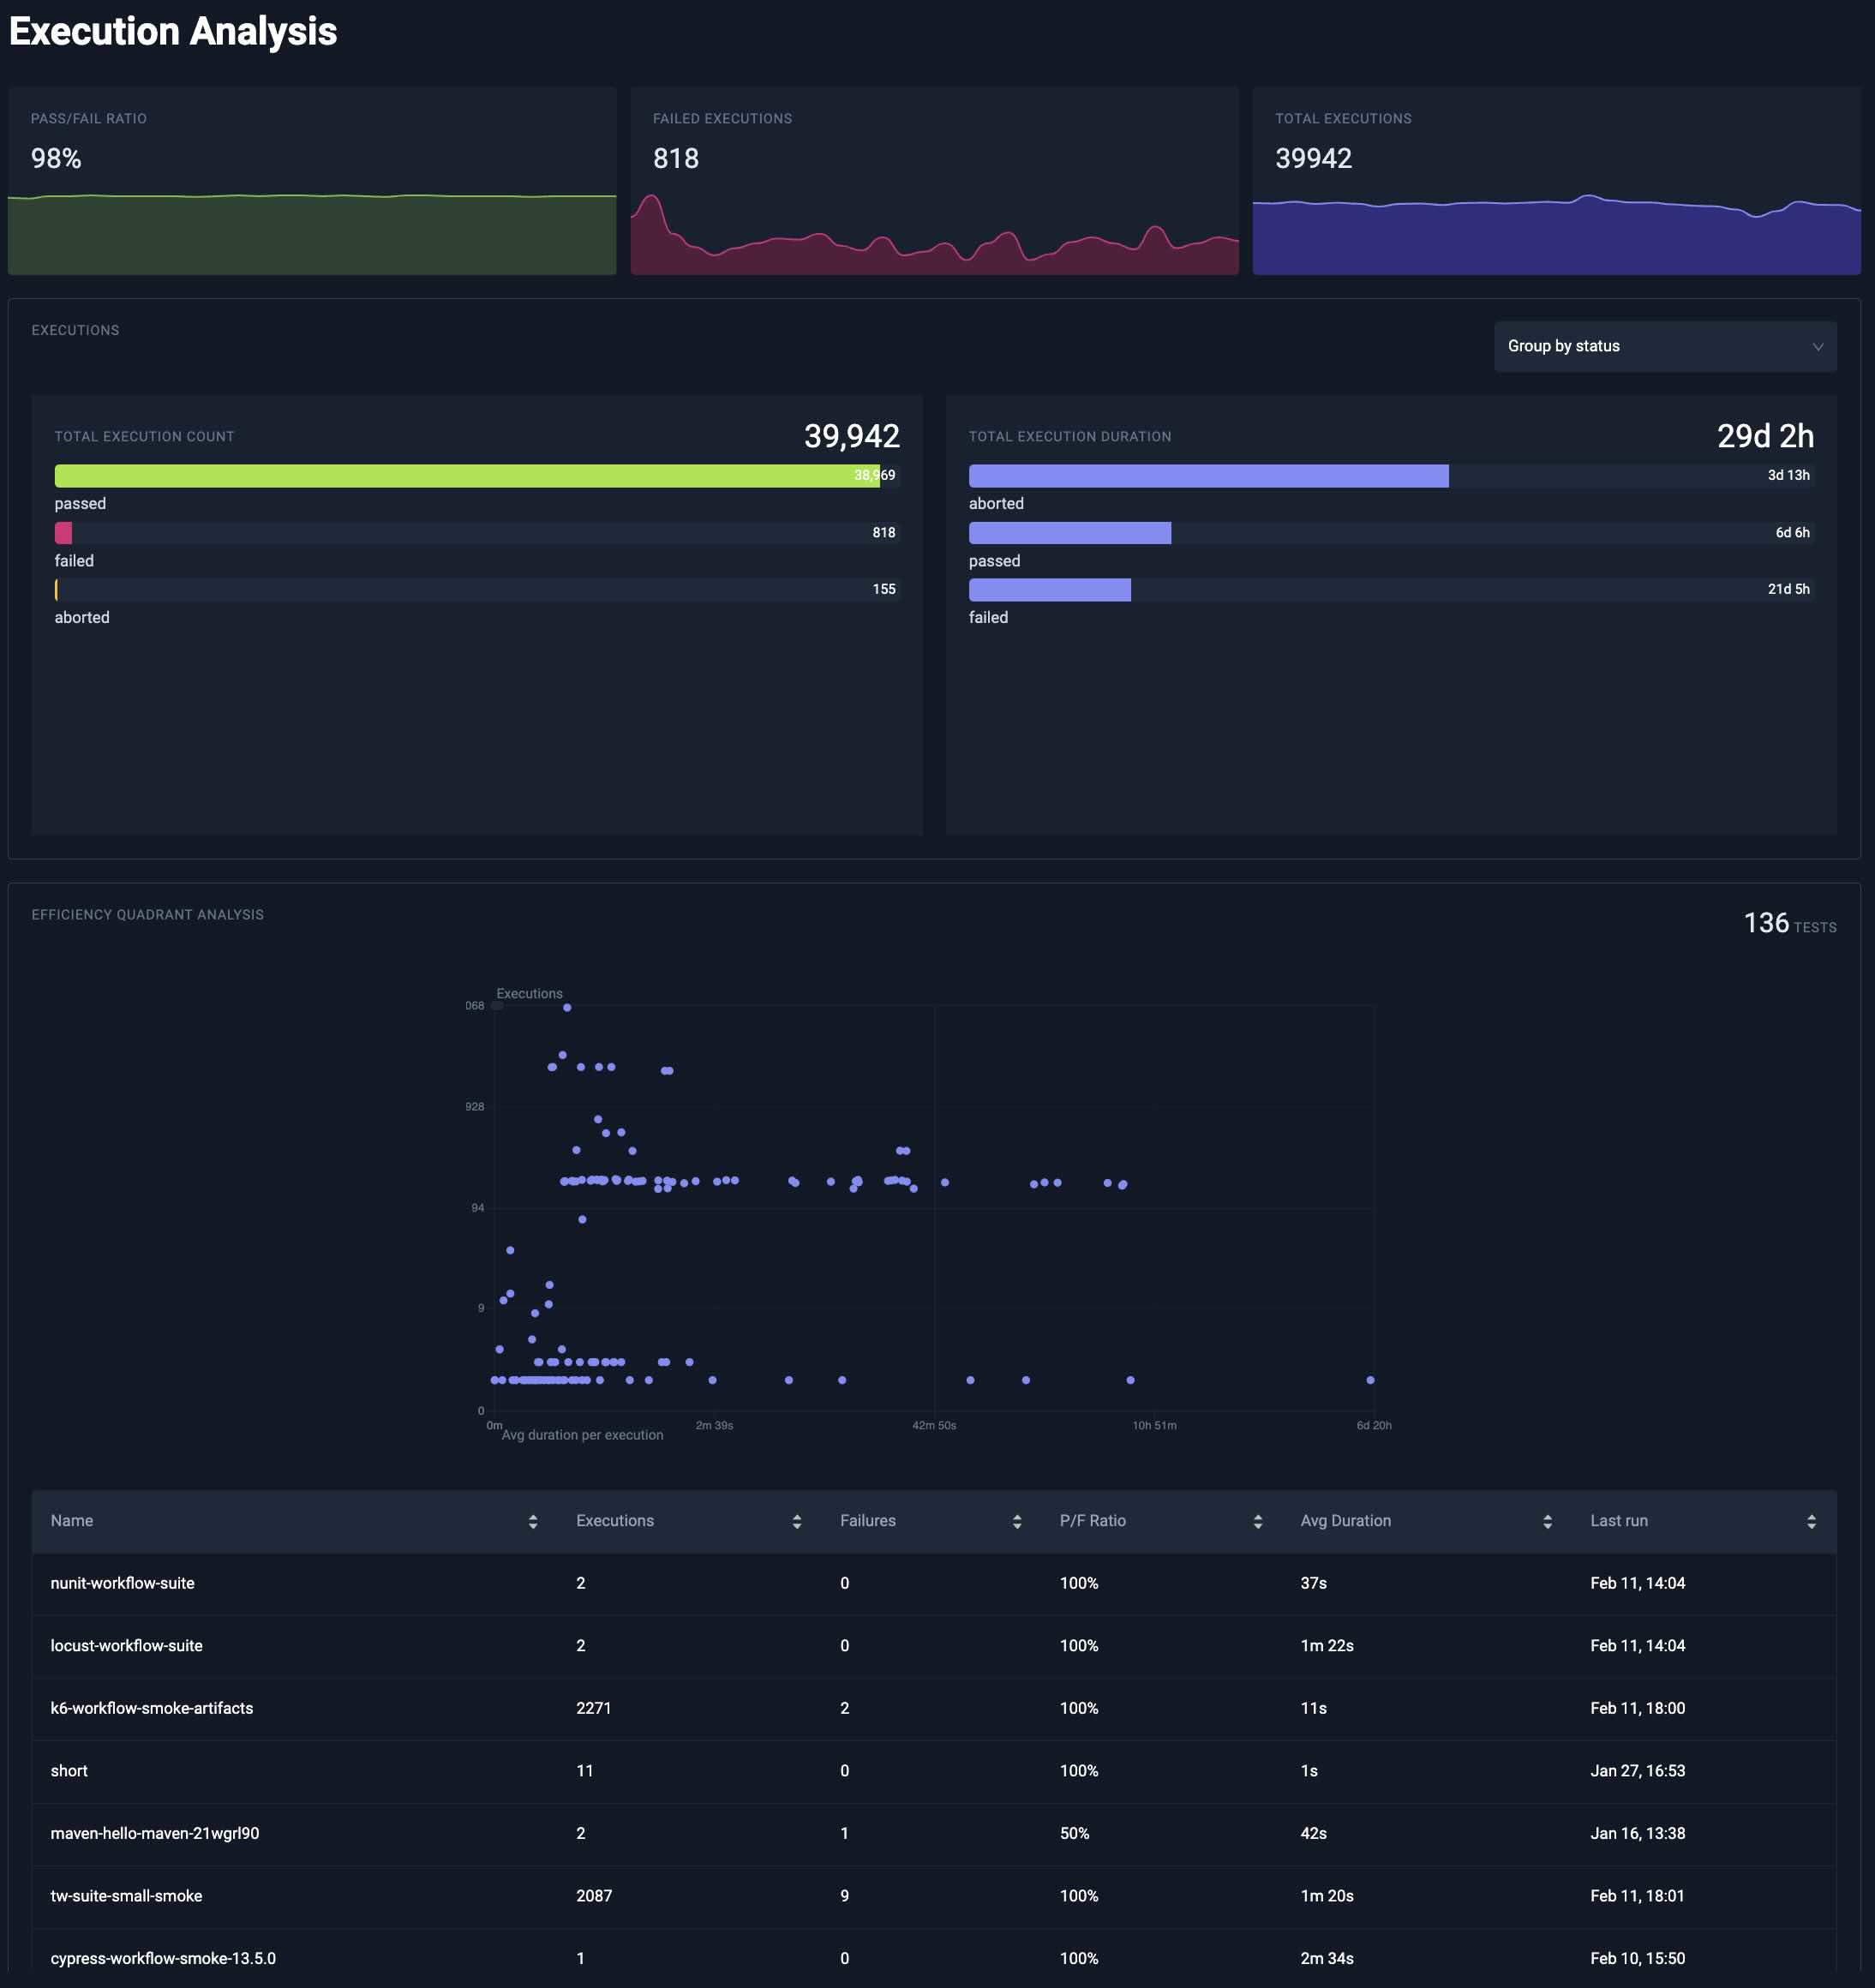 Execution Analysis
PASS/FAIL RATIO
98%
FAILED EXECUTIONS
818
TOTAL EXECUTIONS
39942
EXECUTIONS
Group by status
TOTAL EXECUTION COUNT
39,942
38,969
passed
818
failed
155
aborted
TOTAL EXECUTION DURATION
29d 2h
3d 13h
aborted
6d 6h
passed
21d 5h
failed
EFFICIENCY QUADRANT ANALYSIS
136 TESTS
Executions
068
928
94
9
0
0m 2m 39s 42m 50s 10h 51m 6d 20h
Avg duration per execution
Name Executions Failures P/F Ratio Avg Duration Last run
nunit-workflow-suite 2 0 100% 37s Feb 11, 14:04
locust-workflow-suite 2 0 100% 1m 22s Feb 11, 14:04
k6-workflow-smoke-artifacts 2271 2 100% 11s Feb 11, 18:00
short 11 0 100% 1s Jan 27, 16:53
maven-hello-maven-21wgrl90 2 1 50% 42s Jan 16, 13:38
tw-suite-small-smoke 2087 9 100% 1m 20s Feb 11, 18:01
cypress-workflow-smoke-13.5.0 1 0 100% 2m 34s Feb 10, 15:50